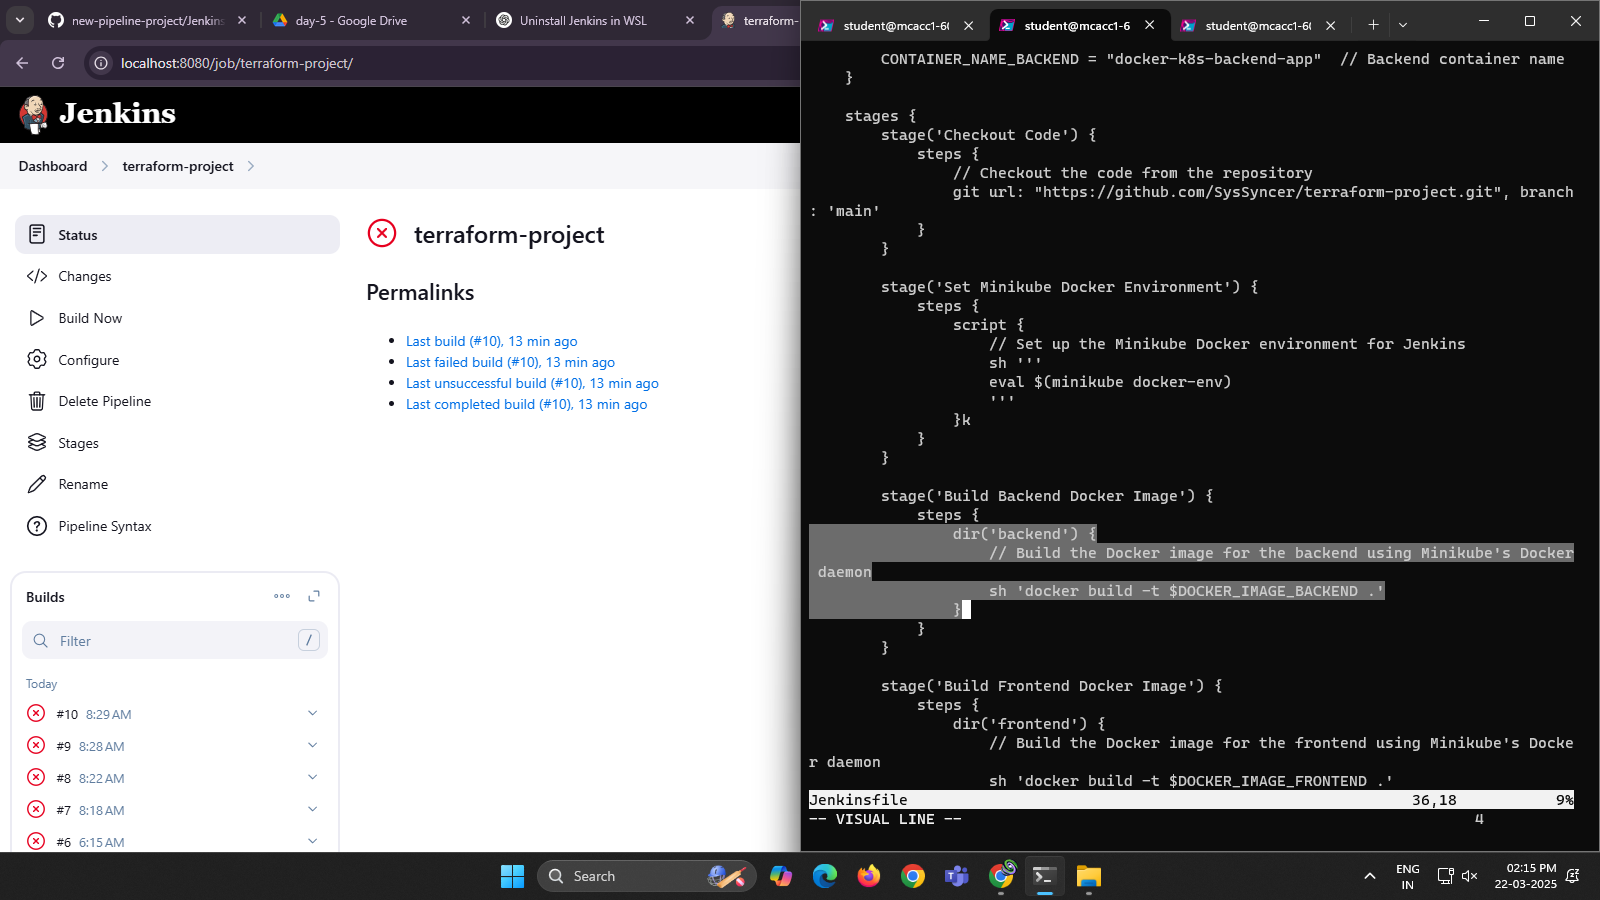 new-pipeline-project/Jenkins
day-5 - Google Drive
Uninstall Jenkins in WSL
terraform-
localhost:8080/job/terraform-project/
Jenkins
Dashboard
terraform-project
Status
Changes
Build Now
Configure
Delete Pipeline
Stages
Rename
Pipeline Syntax
terraform-project
Permalinks
Last build (#10), 13 min ago
Last failed build (#10), 13 min ago
Last unsuccessful build (#10), 13 min ago
Last completed build (#10), 13 min ago
Builds
Filter
/
Today
#10 8:29 AM
#9 8:28 AM
#8 8:22 AM
#7 8:18 AM
#6 6:15 AM
student@mcacc1-60
student@mcacc1-6
student@mcacc1-60
CONTAINER_NAME_BACKEND = "docker-k8s-backend-app"  // Backend container name
}
stages {
stage('Checkout Code') {
steps {
// Checkout the code from the repository
git url: "https://github.com/SysSyncer/terraform-project.git", branch
: 'main'
}
}
stage('Set Minikube Docker Environment') {
steps {
script {
// Set up the Minikube Docker environment for Jenkins
sh '''
eval $(minikube docker-env)
'''
}k
}
}
stage('Build Backend Docker Image') {
steps {
dir('backend') {
// Build the Docker image for the backend using Minikube's Docker
daemon
sh 'docker build -t $DOCKER_IMAGE_BACKEND .'
}
}
}
stage('Build Frontend Docker Image') {
steps {
dir('frontend') {
// Build the Docker image for the frontend using Minikube's Docke
r daemon
sh 'docker build -t $DOCKER_IMAGE_FRONTEND .'
Jenkinsfile 36,18 9%
-- VISUAL LINE -- 4
Search
ENG
IN
02:15 PM
22-03-2025